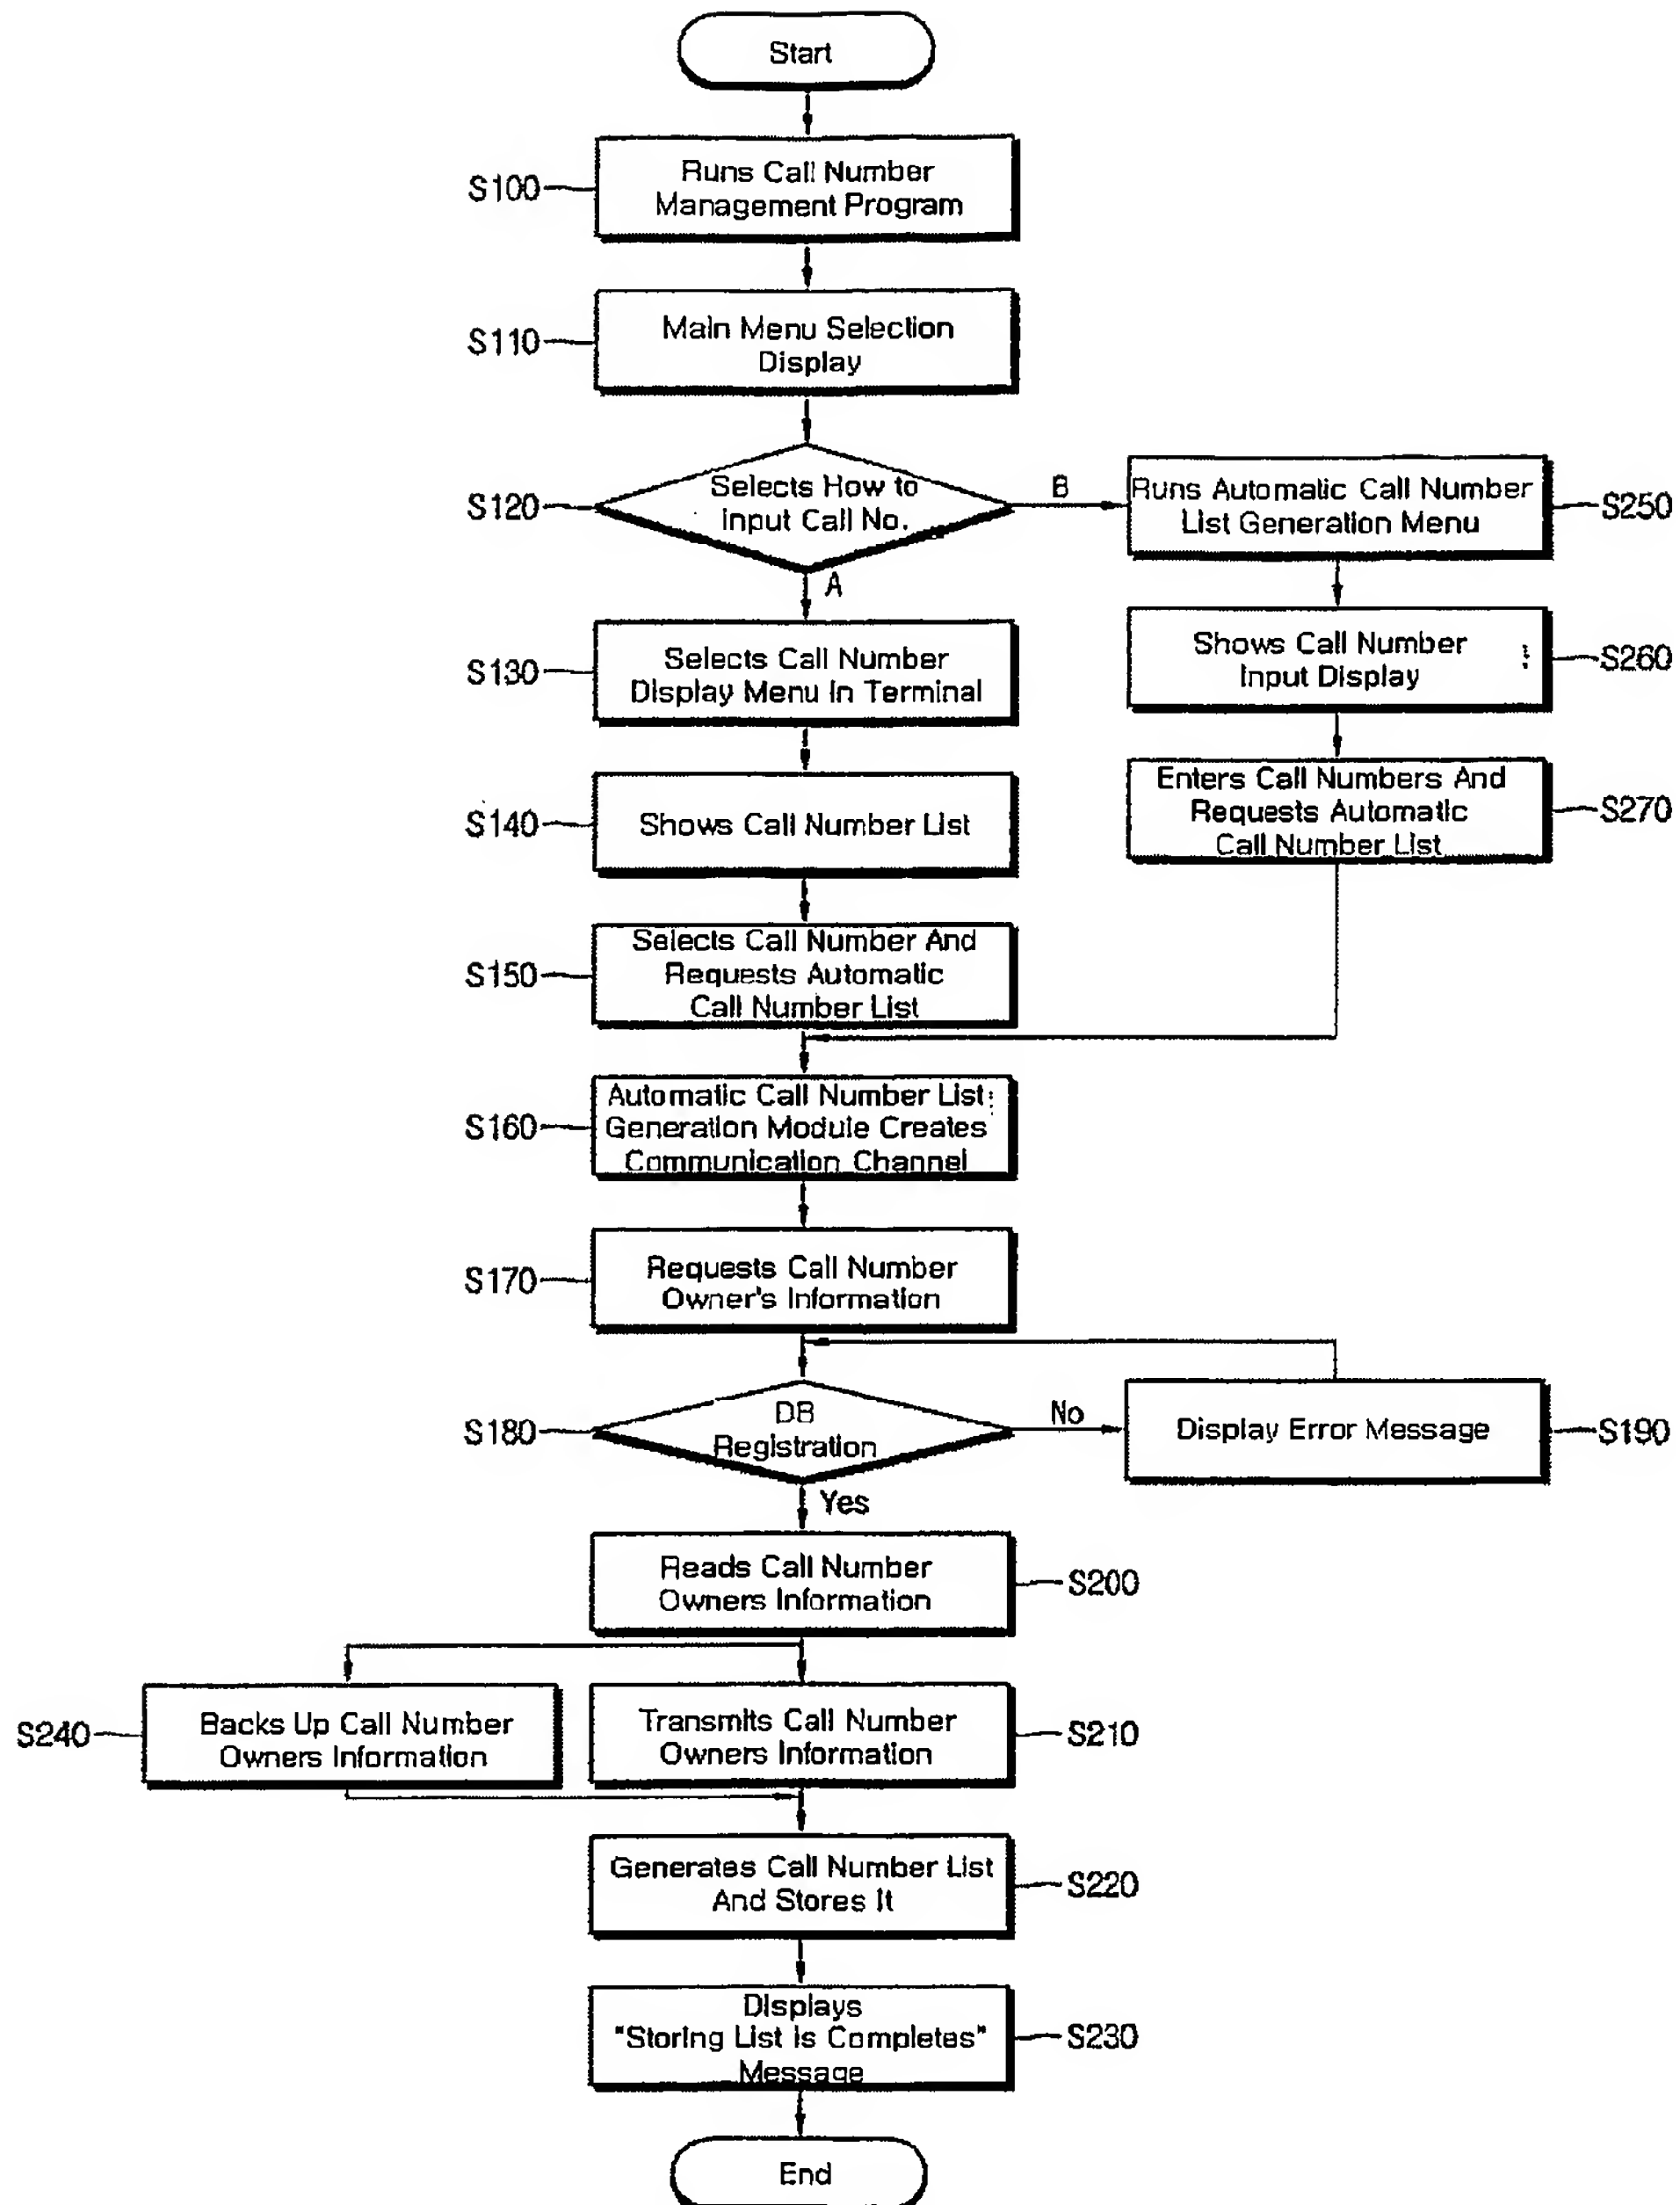 Start
S100
Runs Call Number
Management Program
S110
Main Menu Selection
Display
S120
Selects How to
Input Call No.
B
A
Runs Automatic Call Number
List Generation Menu
S250
S130
Selects Call Number
Display Menu In Terminal
Shows Call Number
Input Display
S260
S140
Shows Call Number List
Enters Call Numbers And
Requests Automatic
Call Number List
S270
S150
Selects Call Number And
Requests Automatic
Call Number List
S160
Automatic Call Number List
Generation Module Creates
Communication Channel
S170
Requests Call Number
Owner's Information
S180
DB
Registration
No
Yes
Display Error Message
S190
Reads Call Number
Owners Information
S200
S240
Backs Up Call Number
Owners Information
Transmits Call Number
Owners Information
S210
Generates Call Number List
And Stores It
S220
Displays
"Storing List is Completes"
Message
S230
End